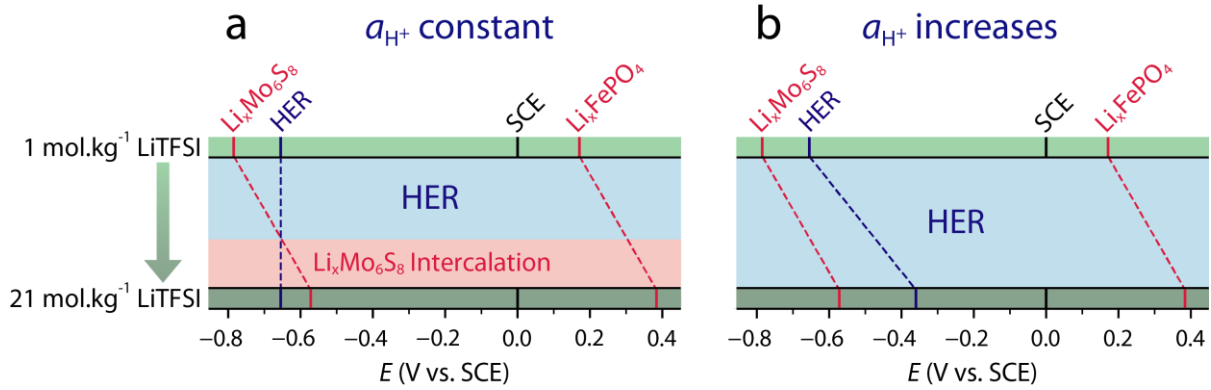 a
a_H⁺ constant
LiₓMo₆S₈
HER
SCE
LiₓFePO₄
1 mol.kg⁻¹ LiTFSI
HER
LiₓMo₆S₈ Intercalation
21 mol.kg⁻¹ LiTFSI
−0.8 −0.6 −0.4 −0.2 0.0 0.2 0.4
E (V vs. SCE)
b
a_H⁺ increases
LiₓMo₆S₈
HER
SCE
LiₓFePO₄
HER
−0.8 −0.6 −0.4 −0.2 0.0 0.2 0.4
E (V vs. SCE)